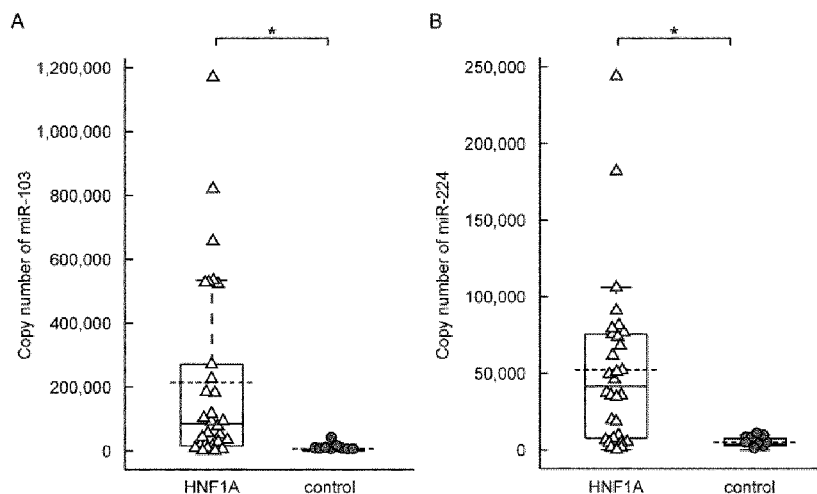 A
*
Copy number of miR-103
1,200,000
1,000,000
800,000
600,000
400,000
200,000
0
HNF1A control
B
*
Copy number of miR-224
250,000
200,000
150,000
100,000
50,000
0
HNF1A control